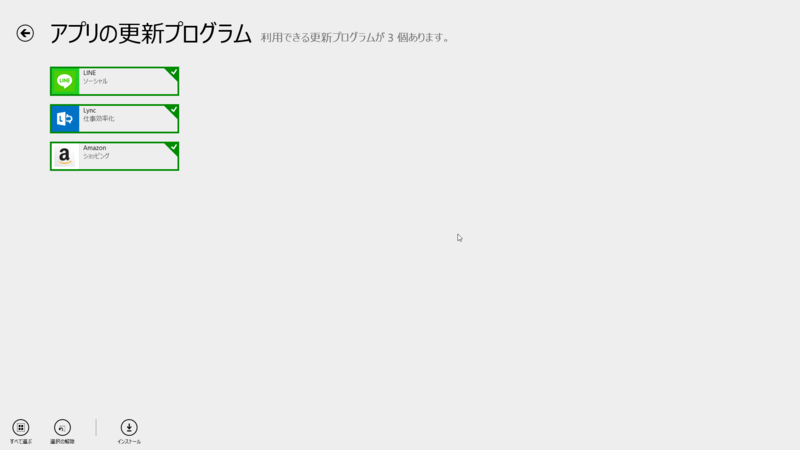 アプリの更新プログラム 利用できる更新プログラムが 3 個あります。
LINE
LINE
ソーシャル
Lync
仕事効率化
Amazon
ショッピング
すべて選ぶ 選択の解除 インストール